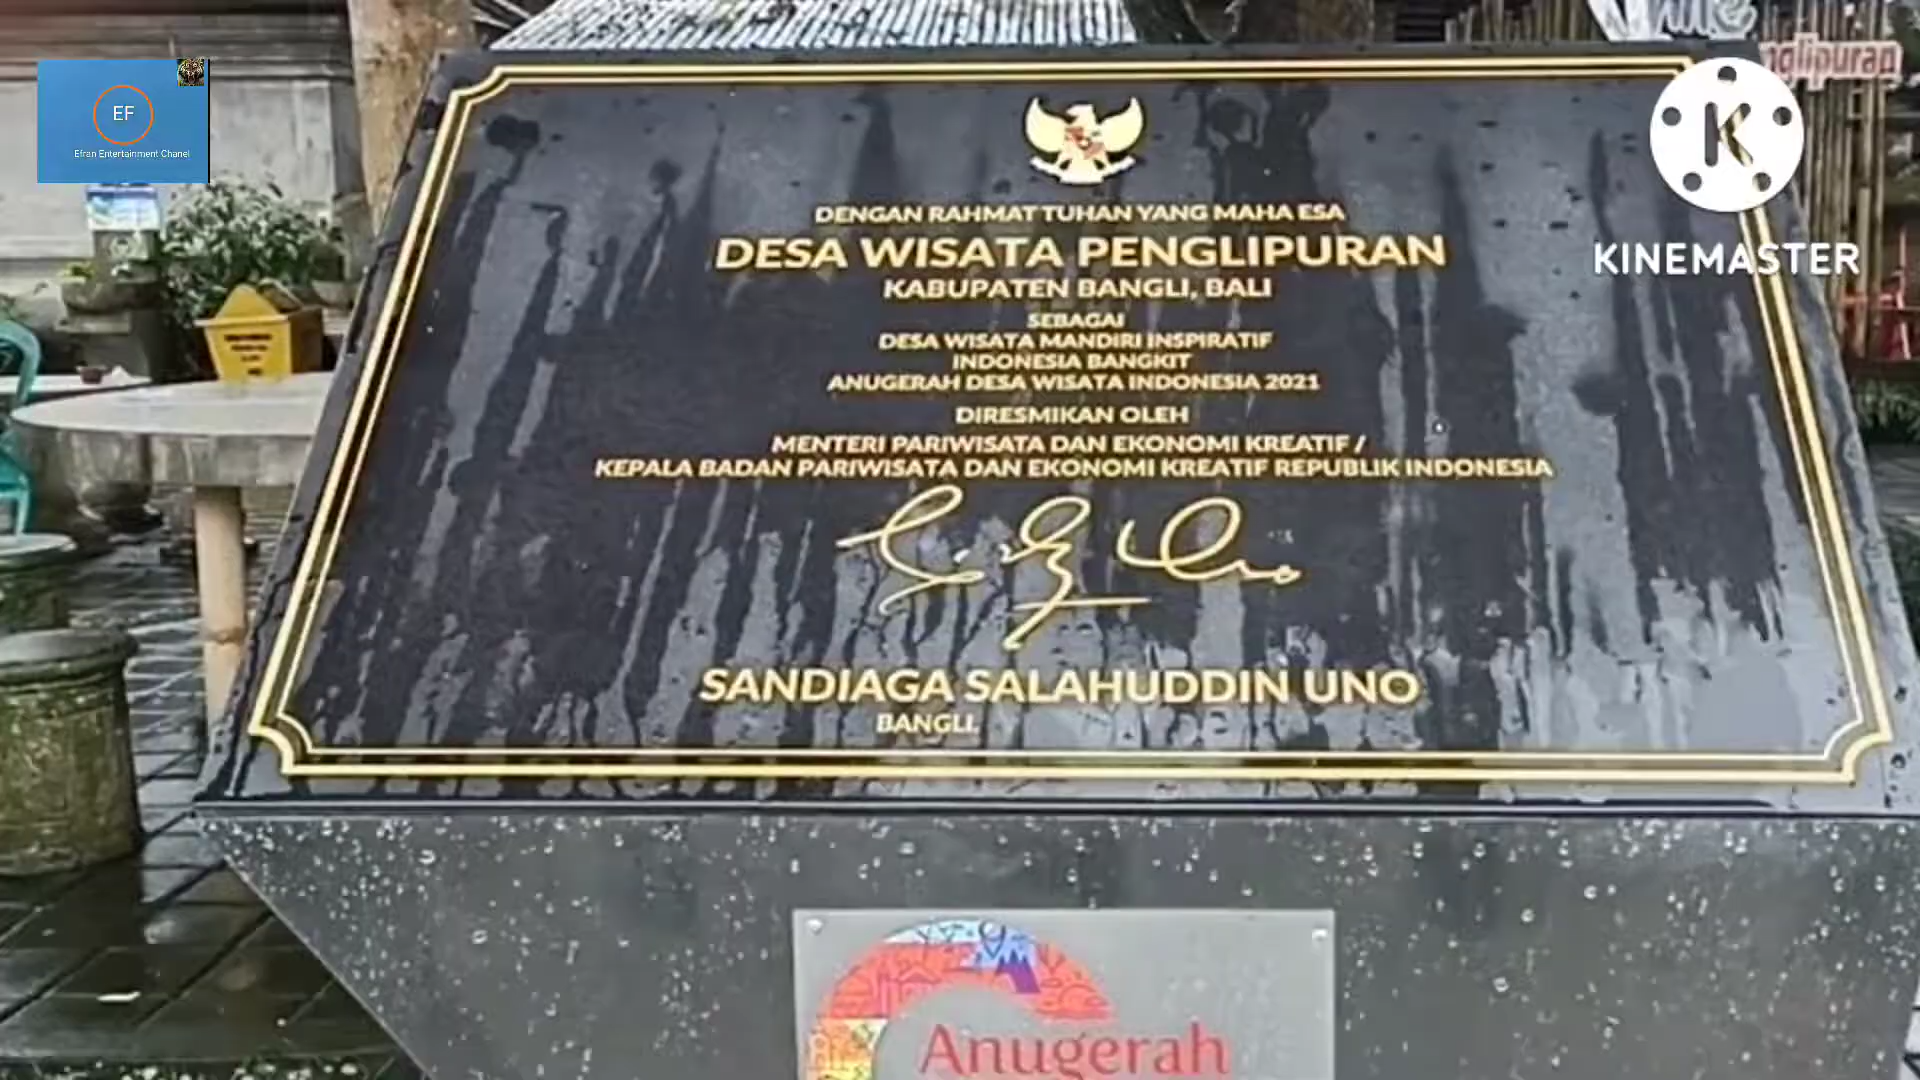 EF
Efran Entertainment Chanel
nglipuran
K
KINEMASTER
DENGAN RAHMAT TUHAN YANG MAHA ESA
DESA WISATA PENGLIPURAN
KABUPATEN BANGLI, BALI
SEBAGAI
DESA WISATA MANDIRI INSPIRATIF
INDONESIA BANGKIT
ANUGERAH DESA WISATA INDONESIA 2021
DIRESMIKAN OLEH
MENTERI PARIWISATA DAN EKONOMI KREATIF /
KEPALA BADAN PARIWISATA DAN EKONOMI KREATIF REPUBLIK INDONESIA
SANDIAGA SALAHUDDIN UNO
BANGLI,
Anugerah